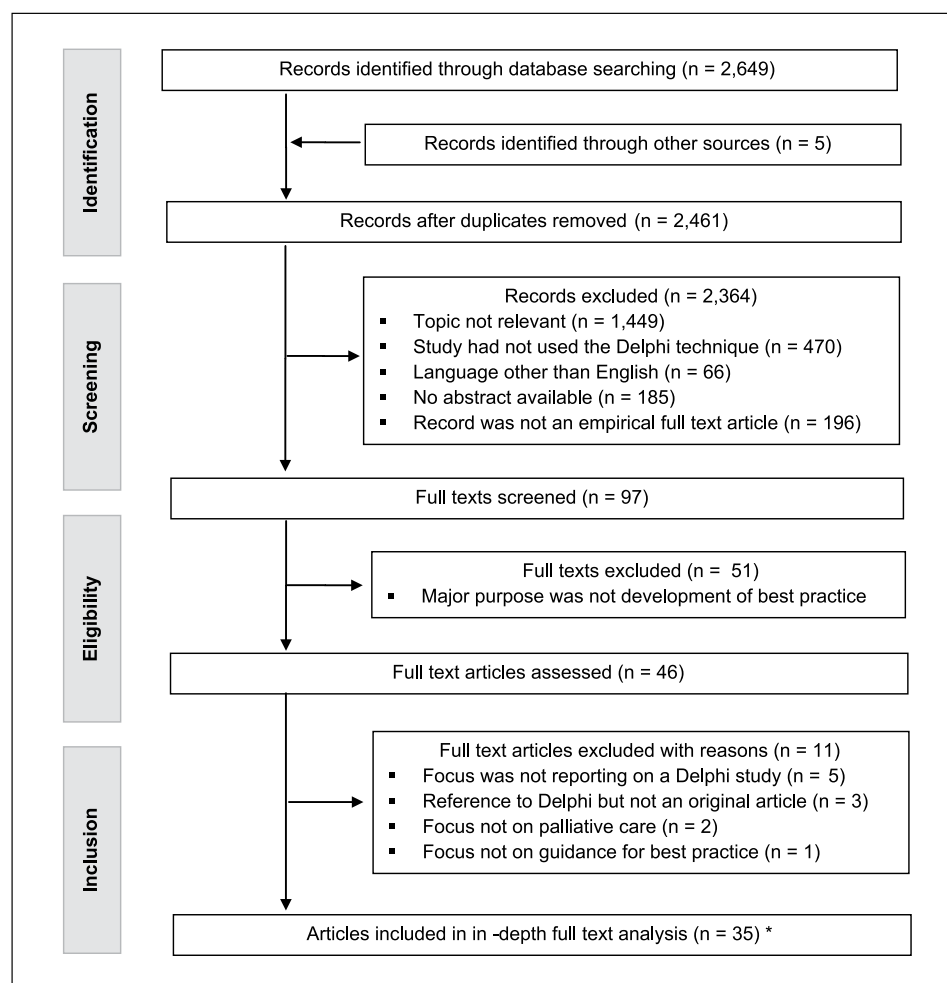 Identification
Records identified through database searching (n = 2,649)
Records identified through other sources (n = 5)
Records after duplicates removed (n = 2,461)
Screening
Records excluded (n = 2,364)
▪ Topic not relevant (n = 1,449)
▪ Study had not used the Delphi technique (n = 470)
▪ Language other than English (n = 66)
▪ No abstract available (n = 185)
▪ Record was not an empirical full text article (n = 196)
Full texts screened (n = 97)
Eligibility
Full texts excluded (n = 51)
▪ Major purpose was not development of best practice
Full text articles assessed (n = 46)
Inclusion
Full text articles excluded with reasons (n = 11)
▪ Focus was not reporting on a Delphi study (n = 5)
▪ Reference to Delphi but not an original article (n = 3)
▪ Focus not on palliative care (n = 2)
▪ Focus not on guidance for best practice (n = 1)
Articles included in in -depth full text analysis (n = 35) *